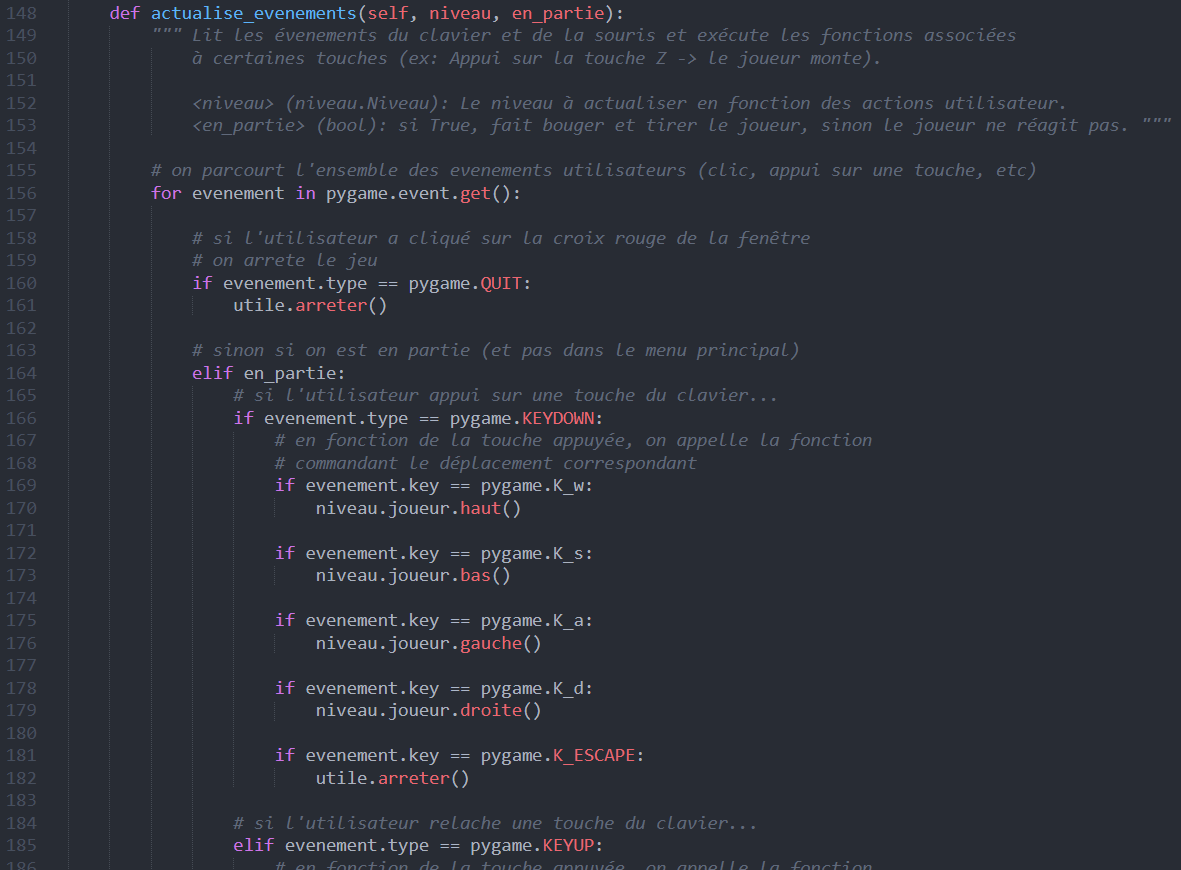 148 def actualise_evenements(self, niveau, en_partie):
149 """ Lit les évenements du clavier et de la souris et exécute les fonctions associées
150 à certaines touches (ex: Appui sur la touche Z -> le joueur monte).
151
152 <niveau> (niveau.Niveau): Le niveau à actualiser en fonction des actions utilisateur.
153 <en_partie> (bool): si True, fait bouger et tirer le joueur, sinon le joueur ne réagit pas. """
154
155 # on parcourt l'ensemble des evenements utilisateurs (clic, appui sur une touche, etc)
156 for evenement in pygame.event.get():
157
158 # si l'utilisateur a cliqué sur la croix rouge de la fenêtre
159 # on arrete le jeu
160 if evenement.type == pygame.QUIT:
161 utile.arreter()
162
163 # sinon si on est en partie (et pas dans le menu principal)
164 elif en_partie:
165 # si l'utilisateur appui sur une touche du clavier...
166 if evenement.type == pygame.KEYDOWN:
167 # en fonction de la touche appuyée, on appelle la fonction
168 # commandant le déplacement correspondant
169 if evenement.key == pygame.K_w:
170 niveau.joueur.haut()
171
172 if evenement.key == pygame.K_s:
173 niveau.joueur.bas()
174
175 if evenement.key == pygame.K_a:
176 niveau.joueur.gauche()
177
178 if evenement.key == pygame.K_d:
179 niveau.joueur.droite()
180
181 if evenement.key == pygame.K_ESCAPE:
182 utile.arreter()
183
184 # si l'utilisateur relache une touche du clavier...
185 elif evenement.type == pygame.KEYUP:
186 # en fonction de la touche appuyée, on appelle la fonction